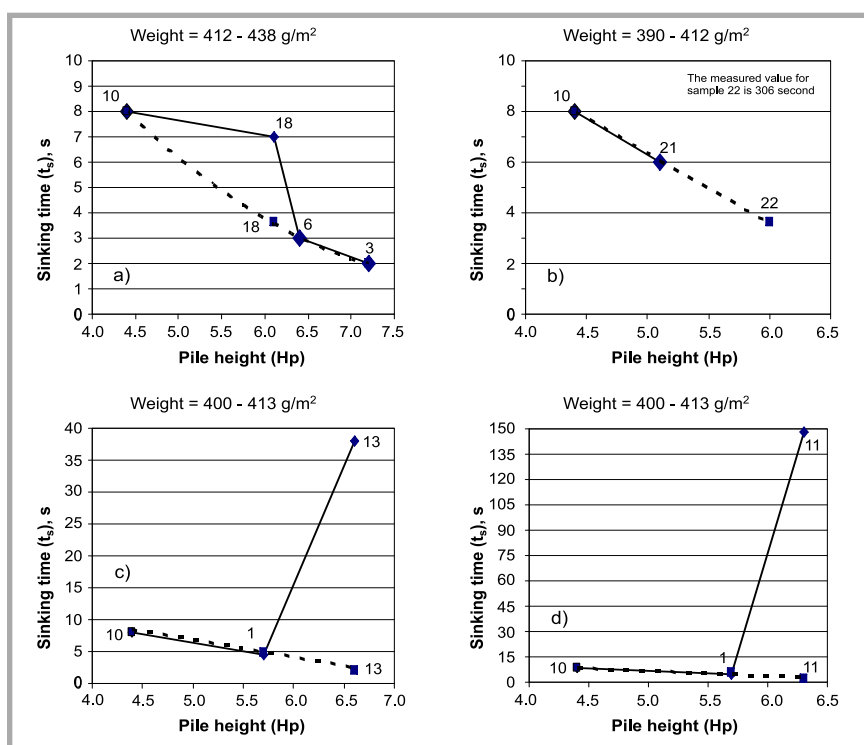 Weight = 412 - 438 g/m²
10
9
8
7
6
5
4
3
2
1
0
Sinking time (tₛ), s
10
18
18
6
3
a)
4.0 4.5 5.0 5.5 6.0 6.5 7.0 7.5
Pile height (Hp)
Weight = 390 - 412 g/m²
The measured value for
sample 22 is 306 second
10
9
8
7
6
5
4
3
2
1
0
Sinking time (tₛ), s
10
21
22
b)
4.0 4.5 5.0 5.5 6.0 6.5
Pile height (Hp)
Weight = 400 - 413 g/m²
40
35
30
25
20
15
10
5
0
Sinking time (tₛ), s
13
c)
10
1
13
4.0 4.5 5.0 5.5 6.0 6.5 7.0
Pile height (Hp)
Weight = 400 - 413 g/m²
150
135
120
105
90
75
60
45
30
15
0
Sinking time (tₛ), s
11
d)
10
1
11
4.0 4.5 5.0 5.5 6.0 6.5
Pile height (Hp)